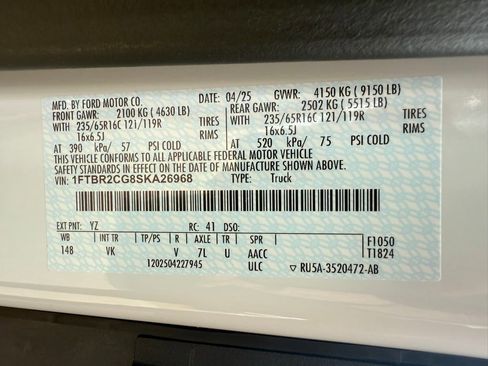 MFD. BY FORD MOTOR CO. DATE: 04/25 GVWR: 4150 KG ( 9150 LB)
FRONT GAWR: 2100 KG ( 4630 LB) REAR GAWR: 2502 KG ( 5515 LB)
WITH 235/65R16C 121/119R TIRES WITH 235/65R16C 121/119R TIRES
16x6.5J RIMS 16x6.5J RIMS
AT 390 kPa/ 57 PSI COLD AT 520 kPa/ 75 PSI COLD
THIS VEHICLE CONFORMS TO ALL APPLICABLE FEDERAL MOTOR VEHICLE
SAFETY STANDARDS IN EFFECT ON THE DATE OF MANUFACTURE SHOWN ABOVE.
VIN: 1FTBR2CG8SKA26968 TYPE: Truck
EXT PNT: YZ RC: 41 DSO:
WB INT TR TP/PS R AXLE TR SPR F1050
148 VK V 7L U AACC T1824
1202504227945 ULC ▽ RU5A-3520472-AB